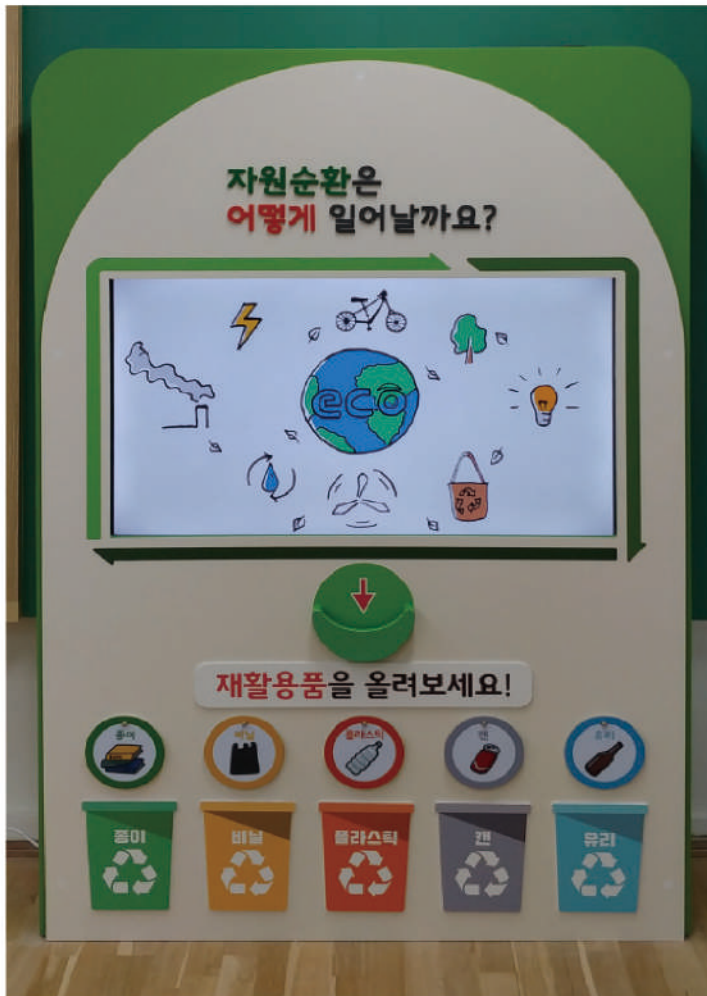 자원순환은
어떻게 일어날까요?
eco
재활용품을 올려보세요!
종이
비닐
플라스틱
캔
유리
종이
비닐
플라스틱
캔
유리